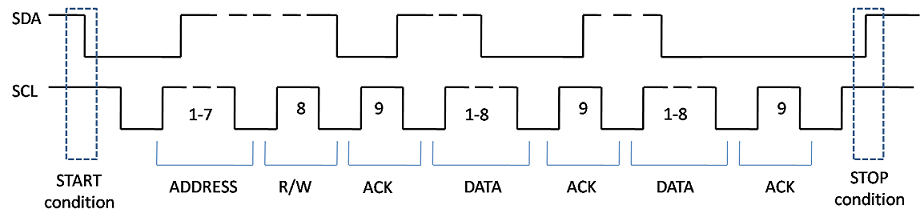 SDA
SCL
1-7
8
9
1-8
9
1-8
9
START
condition
ADDRESS
R/W
ACK
DATA
ACK
DATA
ACK
STOP
condition